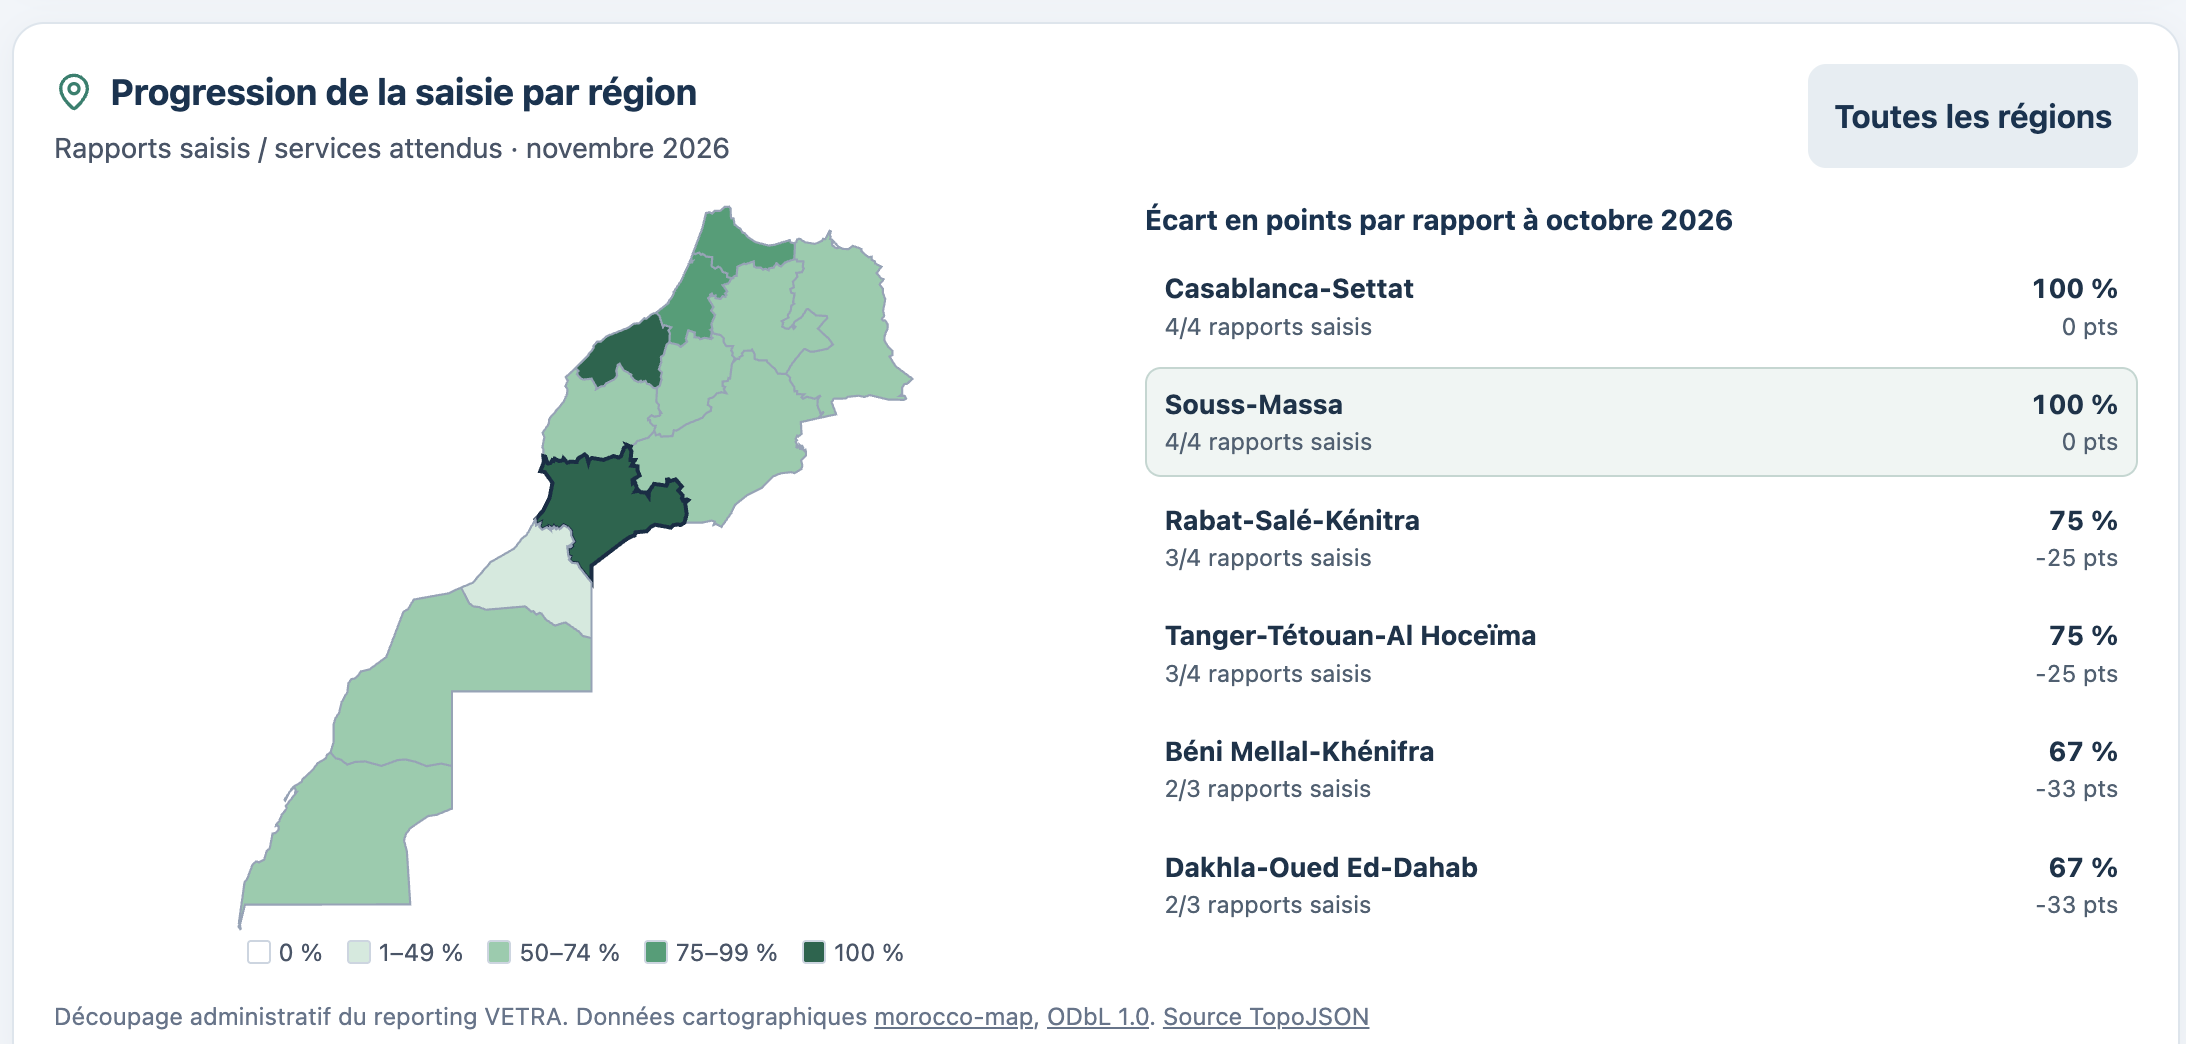 Progression de la saisie par région
Rapports saisis / services attendus · novembre 2026
Toutes les régions
Écart en points par rapport à octobre 2026
Casablanca-Settat
100 %
4/4 rapports saisis
0 pts
Souss-Massa
100 %
4/4 rapports saisis
0 pts
Rabat-Salé-Kénitra
75 %
3/4 rapports saisis
-25 pts
Tanger-Tétouan-Al Hoceïma
75 %
3/4 rapports saisis
-25 pts
Béni Mellal-Khénifra
67 %
2/3 rapports saisis
-33 pts
Dakhla-Oued Ed-Dahab
67 %
2/3 rapports saisis
-33 pts
0 %
1–49 %
50–74 %
75–99 %
100 %
Découpage administratif du reporting VETRA. Données cartographiques morocco-map, ODbL 1.0. Source TopoJSON